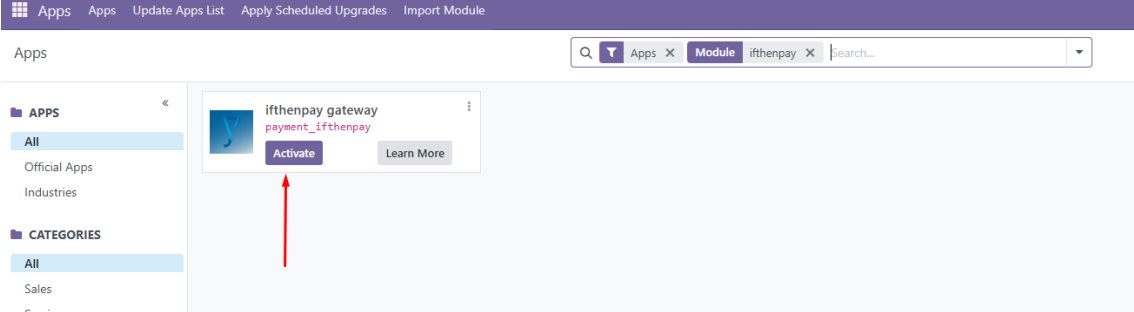 Apps Apps Update Apps List Apply Scheduled Upgrades Import Module
Apps
Apps Module ifthenpay Search...
APPS
All
Official Apps
Industries
CATEGORIES
All
Sales
ifthenpay gateway
payment_ifthenpay
Activate Learn More